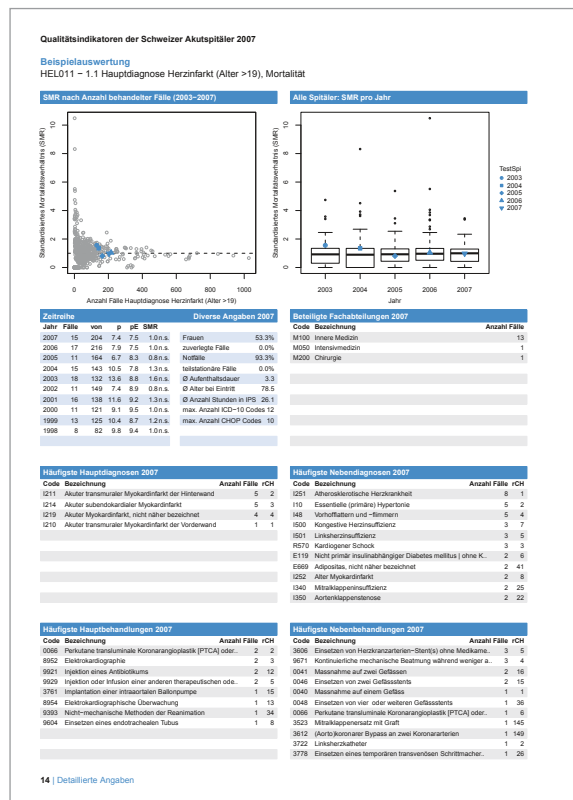 Qualitätsindikatoren der Schweizer Akutspitäler 2007
Beispielauswertung
HEL011 − 1.1 Hauptdiagnose Herzinfarkt (Alter >19), Mortalität
SMR nach Anzahl behandelter Fälle (2003−2007)
Standardisiertes Mortalitätsverhältnis (SMR)
10
8
6
4
2
0
0 200 400 600 800 1000
Anzahl Fälle Hauptdiagnose Herzinfarkt (Alter >19)
Alle Spitäler: SMR pro Jahr
Standardisiertes Mortalitätsverhältnis (SMR)
10
8
6
4
2
0
2003 2004 2005 2006 2007
Jahr
TestSpi
2003
2004
2005
2006
2007
Zeitreihe
Jahr Fälle von p pE SMR
2007 15 204 7.4 7.5 1.0 n.s.
2006 17 216 7.9 7.5 1.0 n.s.
2005 11 164 6.7 8.3 0.8 n.s.
2004 15 143 10.5 7.8 1.3 n.s.
2003 18 132 13.6 8.8 1.6 n.s.
2002 11 149 7.4 8.9 0.8 n.s.
2001 16 138 11.6 9.2 1.3 n.s.
2000 11 121 9.1 9.5 1.0 n.s.
1999 13 125 10.4 8.7 1.2 n.s.
1998 8 82 9.8 9.4 1.0 n.s.
Diverse Angaben 2007
Frauen 53.3%
zuverlegte Fälle 0.0%
Notfälle 93.3%
teilstationäre Fälle 0.0%
Ø Aufenthaltsdauer 3.3
Ø Alter bei Eintritt 78.5
Ø Anzahl Stunden in IPS 26.1
max. Anzahl ICD−10 Codes 12
max. Anzahl CHOP Codes 10
Beteiligte Fachabteilungen 2007
Code Bezeichnung Anzahl Fälle
M100 Innere Medizin 13
M050 Intensivmedizin 1
M200 Chirurgie 1
Häufigste Hauptdiagnosen 2007
Code Bezeichnung Anzahl Fälle rCH
I211 Akuter transmuraler Myokardinfarkt der Hinterwand 5 2
I214 Akuter subendokardialer Myokardinfarkt 5 3
I219 Akuter Myokardinfarkt, nicht näher bezeichnet 4 4
I210 Akuter transmuraler Myokardinfarkt der Vorderwand 1 1
Häufigste Nebendiagnosen 2007
Code Bezeichnung Anzahl Fälle rCH
I251 Atherosklerotische Herzkrankheit 8 1
I10 Essentielle (primäre) Hypertonie 5 2
I48 Vorhofflattern und −flimmern 5 4
I500 Kongestive Herzinsuffizienz 3 7
I501 Linksherzinsuffizienz 3 5
R570 Kardiogener Schock 3 3
E119 Nicht primär insulinabhängiger Diabetes mellitus | ohne K.. 2 6
E669 Adipositas, nicht näher bezeichnet 2 41
I252 Alter Myokardinfarkt 2 8
I340 Mitralklappeninsuffizienz 2 25
I350 Aortenklappenstenose 2 22
Häufigste Hauptbehandlungen 2007
Code Bezeichnung Anzahl Fälle rCH
0066 Perkutane transluminale Koronarangioplastik [PTCA] oder.. 2 2
8952 Elektrokardiographie 2 3
9921 Injektion eines Antibiotikums 2 12
9929 Injektion oder Infusion einer anderen therapeutischen ode.. 2 5
3761 Implantation einer intraaortalen Ballonpumpe 1 15
8954 Elektrographische Überwachung 1 13
9393 Nicht−mechanische Methoden der Reanimation 1 34
9604 Einsetzen eines endotrachealen Tubus 1 8
Häufigste Nebenbehandlungen 2007
Code Bezeichnung Anzahl Fälle rCH
3606 Einsetzen von Herzkranzarterien−Stent(s) ohne Medikame.. 3 5
9671 Kontinuierliche mechanische Beatmung während weniger a.. 3 4
0041 Massnahme auf zwei Gefässen 2 16
0046 Einsetzen von zwei Gefässstents 2 15
0040 Massnahme auf einem Gefäss 1 1
0048 Einsetzen von vier oder weiteren Gefässstents 1 36
0066 Perkutane transluminale Koronarangioplastik [PTCA] oder.. 1 6
3523 Mitralklappenersatz mit Graft 1 145
3612 (Aorto)koronarer Bypass an zwei Koronararterien 1 149
3722 Linksherzkatheter 1 2
3778 Einsetzen eines temporären transvenösen Schrittmacher.. 1 26
14 | Detaillierte Angaben